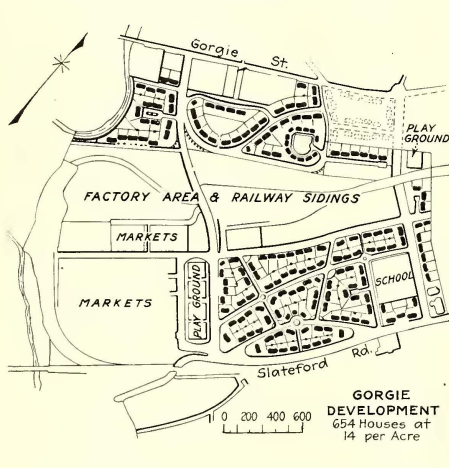 Gorgie St.
PLAY
GROUND
FACTORY AREA & RAILWAY SIDINGS
MARKETS
MARKETS
PLAY GROUND
SCHOOL
Slateford Rd.
0 200 400 600
GORGIE
DEVELOPMENT
654 Houses at
14 per Acre